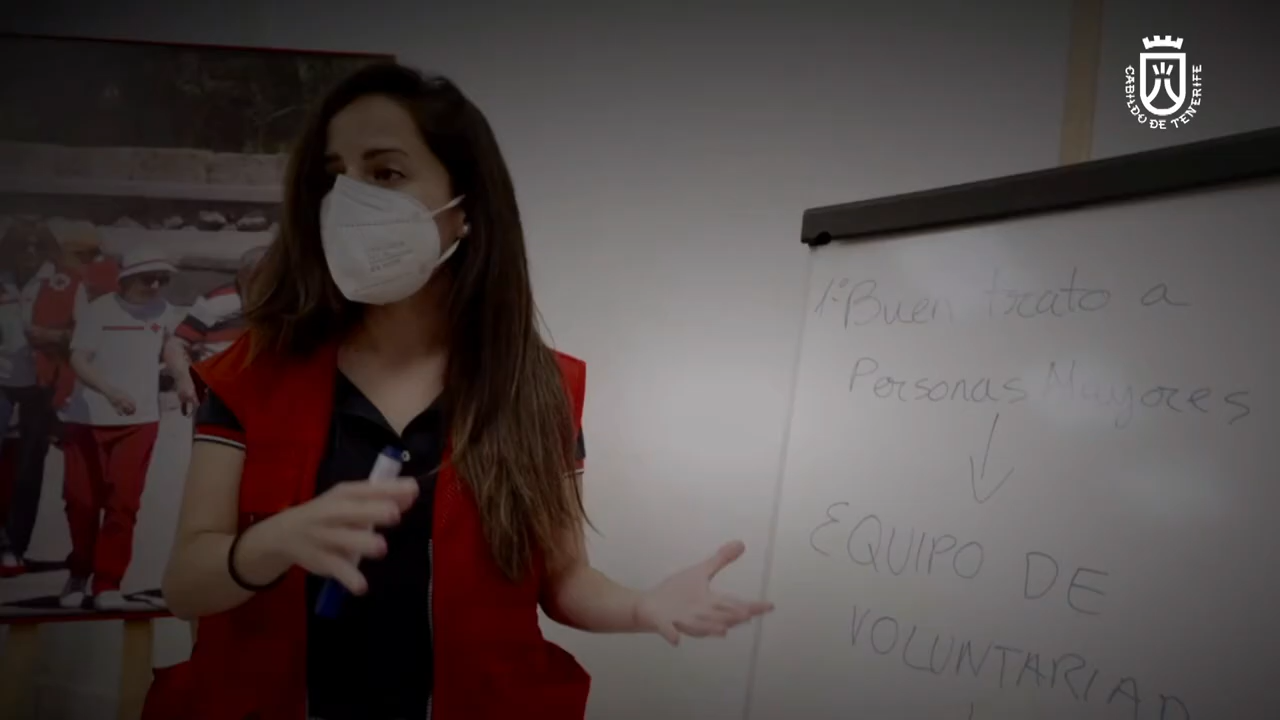 CABILDO DE TENERIFE
1º Buen trato a
Personas Mayores
EQUIPO DE
VOLUNTARIAD